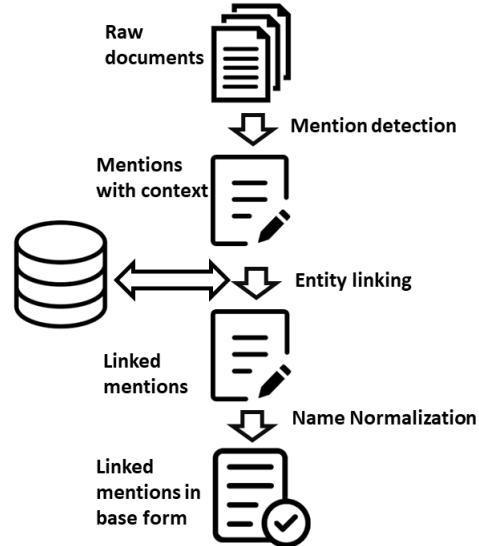 Raw
documents
Mention detection
Mentions
with context
Entity linking
Linked
mentions
Name Normalization
Linked
mentions in
base form